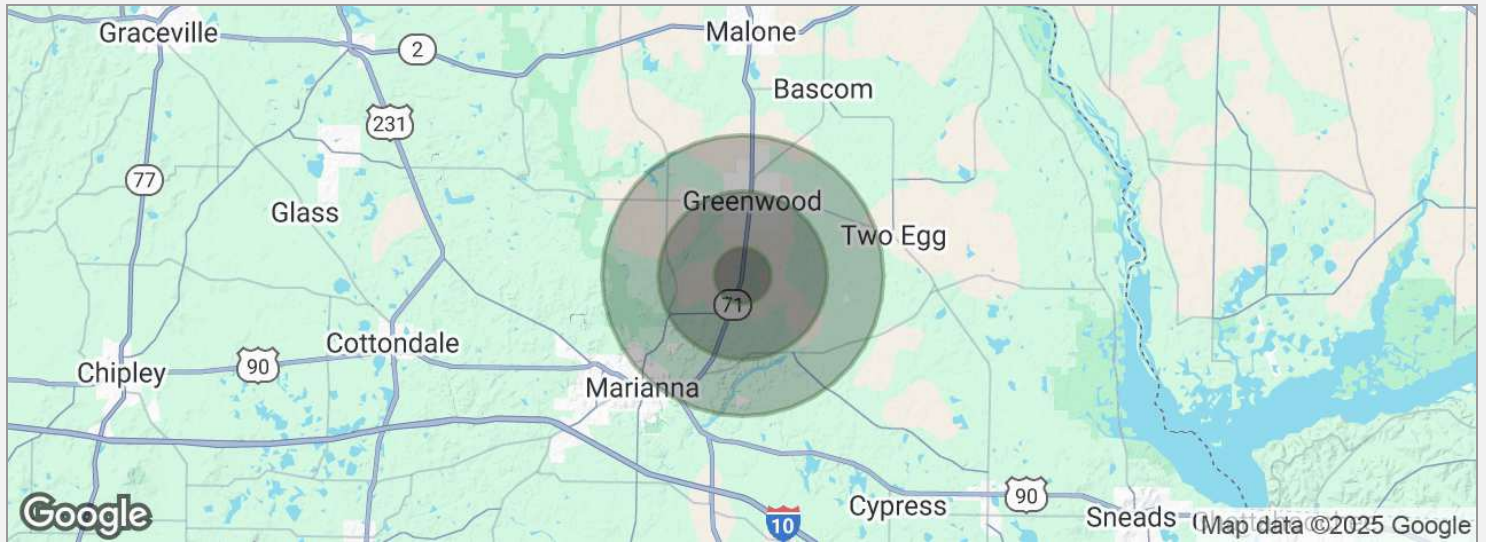 Graceville
2
Malone
Bascom
231
77
Greenwood
Glass
Two Egg
71
Cottondale
90
Chipley
Marianna
Cypress
90
Sneads
10
Google
Map data ©2025 Google